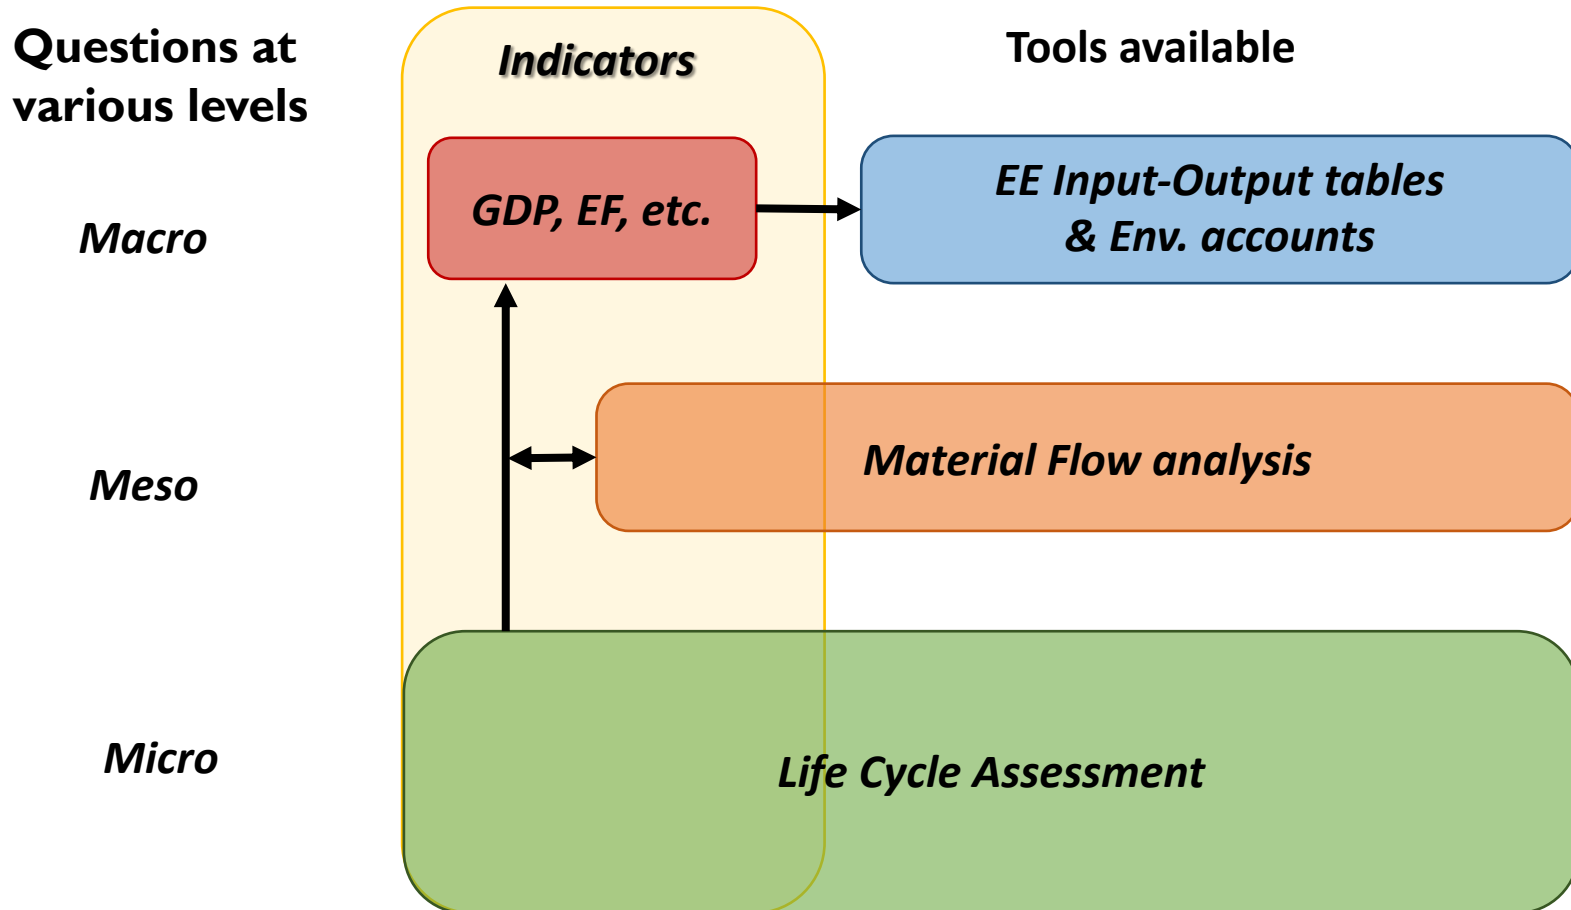 Questions at
various levels
Indicators
Tools available
Macro
GDP, EF, etc.
EE Input-Output tables
& Env. accounts
Meso
Material Flow analysis
Micro
Life Cycle Assessment